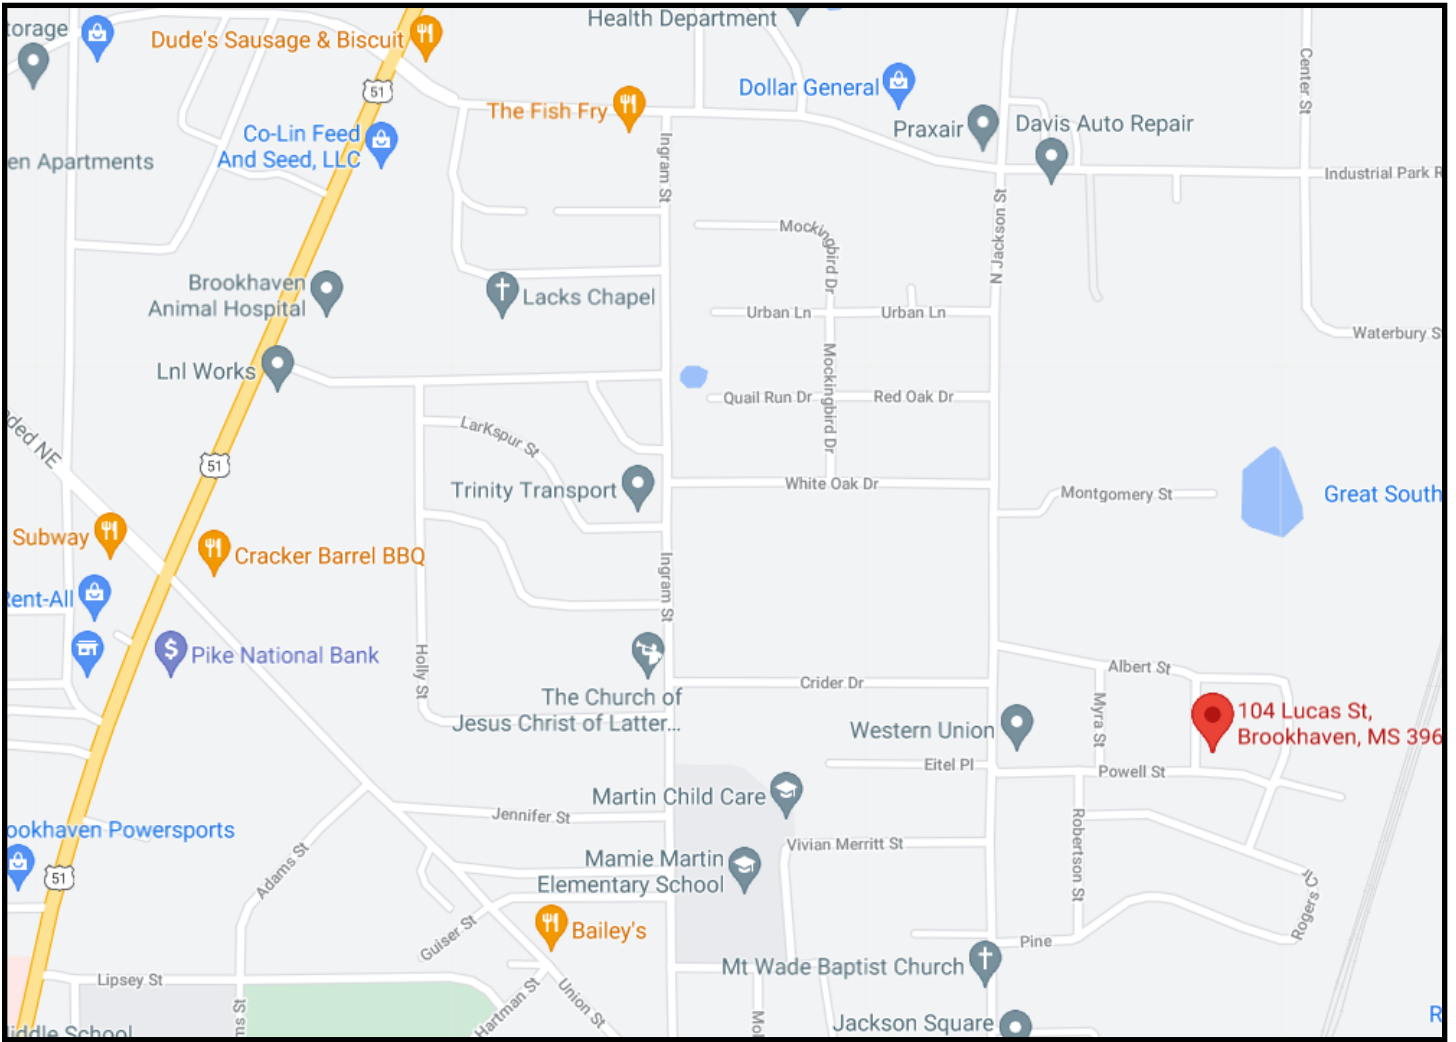 Health Department
torage
Dude's Sausage & Biscuit
51
Dollar General
The Fish Fry
Center St
Co-Lin Feed
And Seed, LLC
Praxair
Davis Auto Repair
en Apartments
Ingram St
Industrial Park R
N Jackson St
Mockingbird Dr
Brookhaven
Animal Hospital
Lacks Chapel
Urban Ln
Urban Ln
Waterbury S
Lnl Works
Mockingbird Dr
Quail Run Dr
Red Oak Dr
ded NE
LarKspur St
51
Trinity Transport
White Oak Dr
Montgomery St
Great South
Subway
Cracker Barrel BBQ
Ingram St
Rent-All
Pike National Bank
Holly St
Albert St
Crider Dr
Myra St
The Church of
Jesus Christ of Latter...
104 Lucas St,
Brookhaven, MS 396
Western Union
Eitel Pl
Powell St
Martin Child Care
Jennifer St
ookhaven Powersports
Vivian Merritt St
Robertson St
Adams St
Mamie Martin
Elementary School
51
Rogers Cir
Guiser St
Bailey's
Pine
Mt Wade Baptist Church
Lipsey St
Hartman St
Union St
ms St
Mol
Jackson Square
iddle School
R